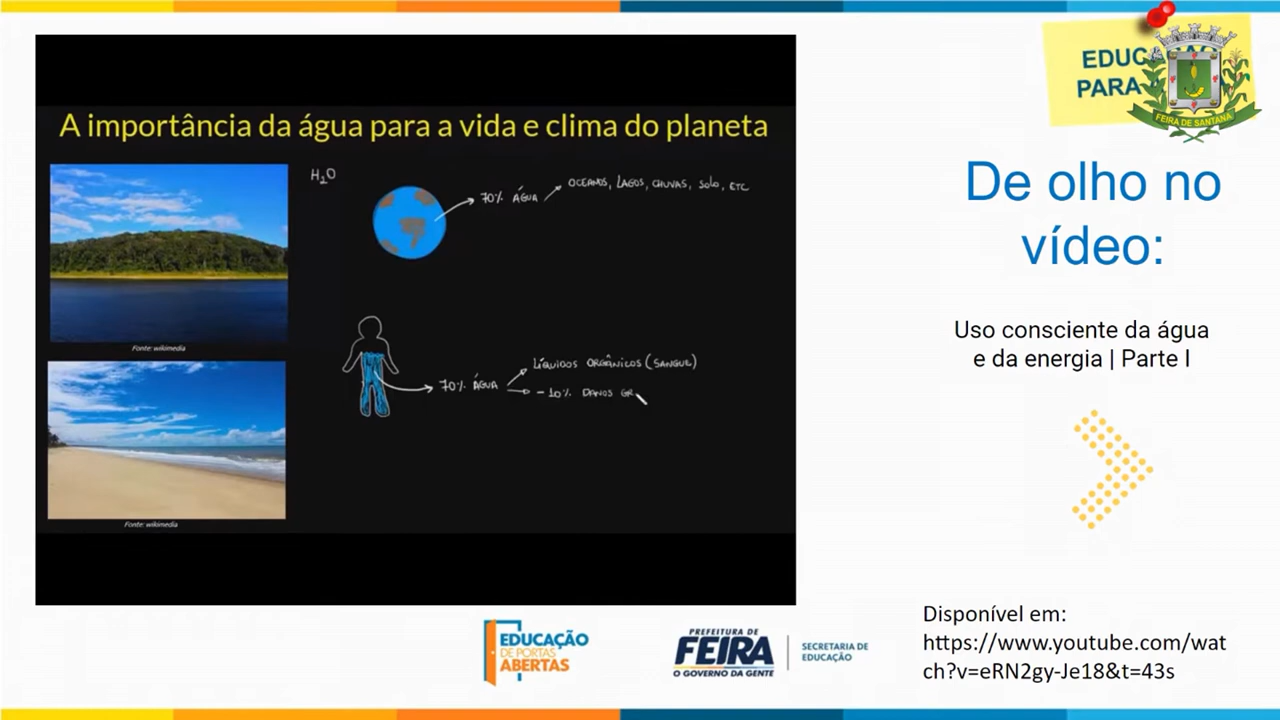 A importância da água para a vida e clima do planeta
H₂O
70% ÁGUA
OCEANOS, LAGOS, CHUVAS, SOLO, ETC
Fonte: wikimedia
70% ÁGUA
LÍQUIDOS ORGÂNICOS (SANGUE)
- 10% DANOS GR
Fonte: wikimedia
EDUC
PARA
FEIRA DE SANTANA
De olho no
vídeo:
Uso consciente da água
e da energia | Parte I
Disponível em:
https://www.youtube.com/wat
ch?v=eRN2gy-Je18&t=43s
EDUCAÇÃO
DE PORTAS
ABERTAS
PREFEITURA DE
FEIRA
O GOVERNO DA GENTE
SECRETARIA DE
EDUCAÇÃO